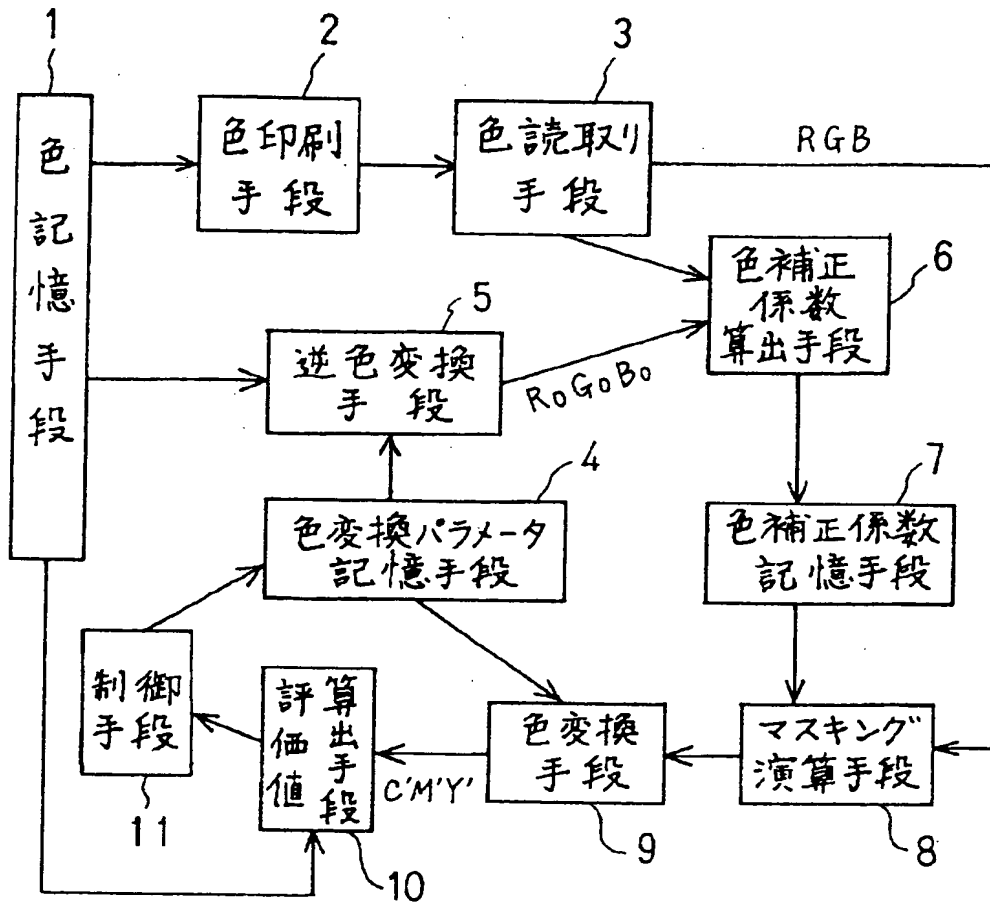 1
色記憶手段
2
色印刷
手段
3
色読取り
手段
RGB
6
色補正
係数
算出手段
5
逆色変換
手段
R₀G₀B₀
4
色変換パラメータ
記憶手段
7
色補正係数
記憶手段
制御
手段
11
評価値
算出手段
10
C'M'Y'
色変換
手段
9
マスキング
演算手段
8